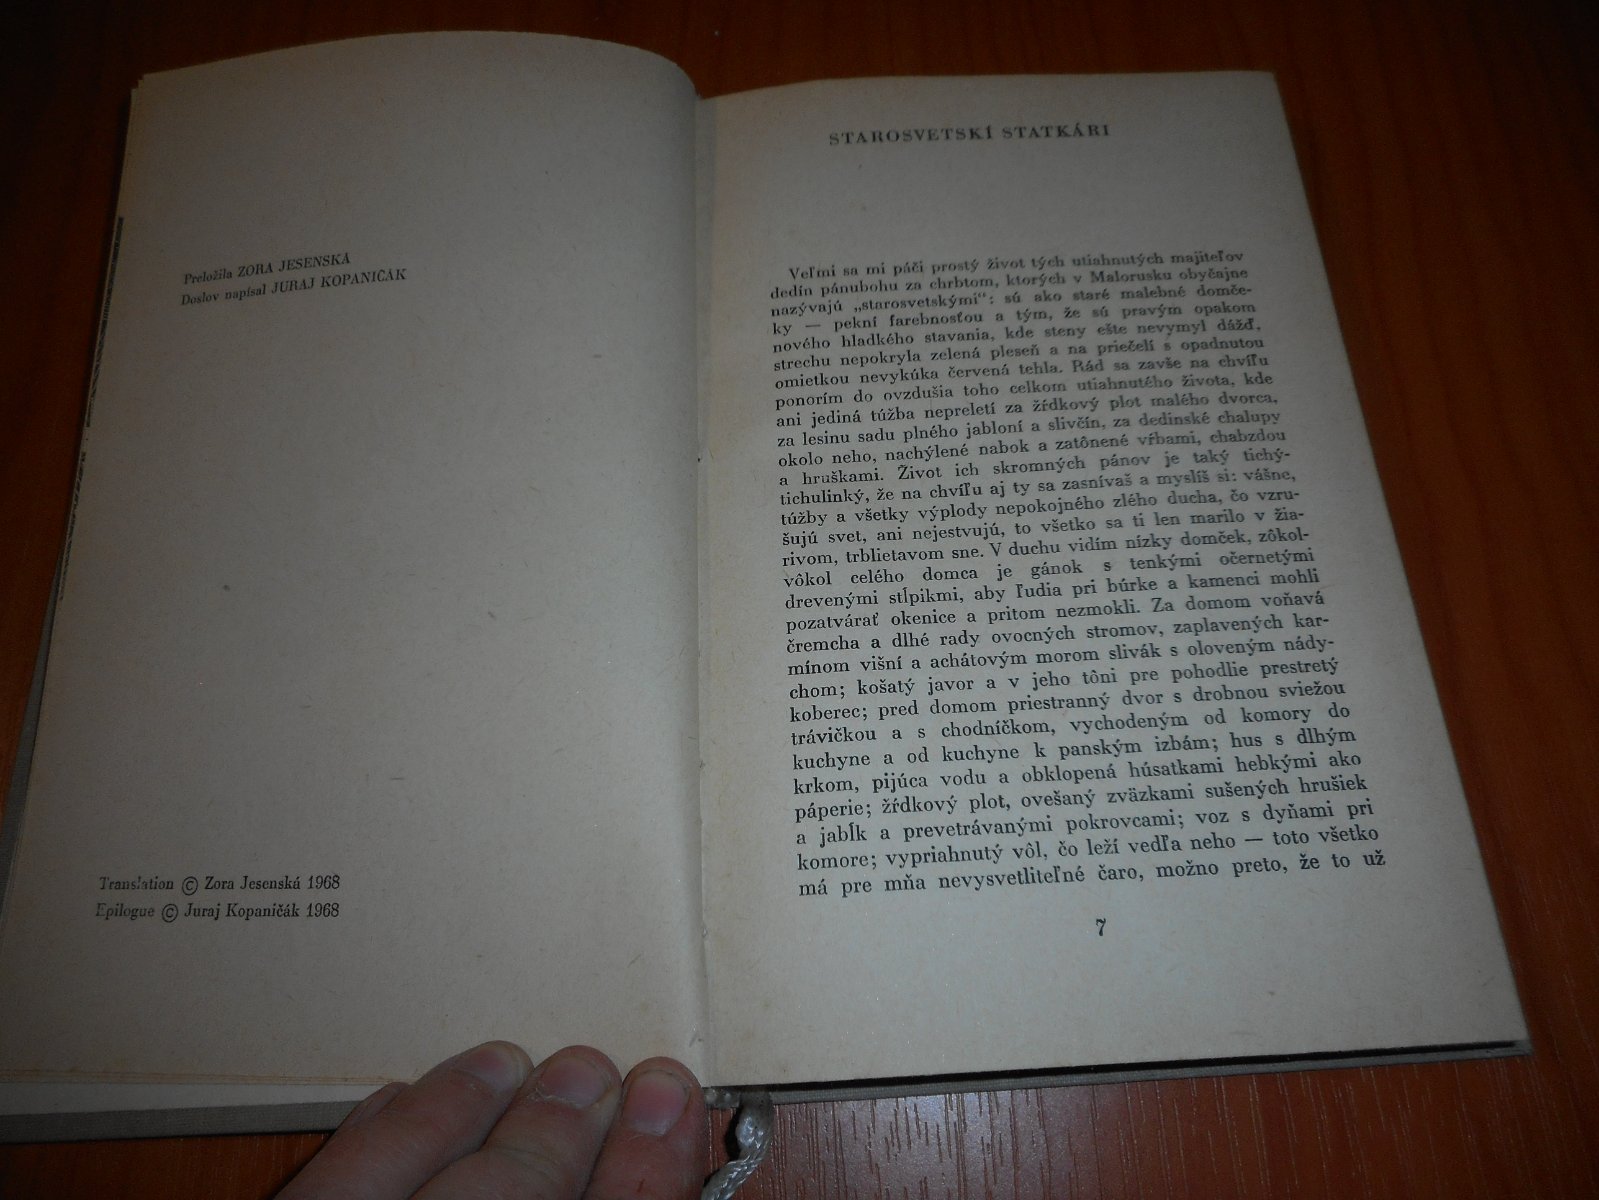 Preložila ZORA JESENSKÁ
Doslov napísal JURAJ KOPANIČÁK
Translation © Zora Jesenská 1968
Epilogue © Juraj Kopaničák 1968
STAROSVETSKÍ STATKÁRI
Veľmi sa mi páči prostý život tých utiahnutých majiteľov
dedín pánubohu za chrbtom, ktorých v Malorusku obyčajne
nazývajú „starosvetskými“: sú ako staré malebné domče-
ky — pekní farebnosťou a tým, že sú pravým opakom
nového hladkého stavania, kde steny ešte nevymyl dážď,
strechu nepokryla zelená pleseň a na priečelí s opadnutou
omietkou nevykúka červená tehla. Rád sa zavše na chvíľu
ponorím do ovzdušia toho celkom utiahnutého života, kde
ani jediná túžba nepreletí za žŕdkový plot malého dvorca,
za lesinu sadu plného jabloní a slivčín, za dedinské chalupy
okolo neho, nachýlené nabok a zatônené vŕbami, chabzdou
a hruškami. Život ich skromných pánov je taký tichý-
tichulinký, že na chvíľu aj ty sa zasnívaš a myslíš si: vášne,
túžby a všetky výplody nepokojného zlého ducha, čo vzru-
šujú svet, ani nejestvujú, to všetko sa ti len marilo v žia-
rivom, trblietavom sne. V duchu vidím nízky domček, zôkol-
vôkol celého domca je gánok s tenkými očernetými
drevenými stĺpikmi, aby ľudia pri búrke a kamenci mohli
pozatvárať okenice a pritom nezmokli. Za domom voňavá
čremcha a dlhé rady ovocných stromov, zaplavených kar-
mínom višní a achátovým morom slivák s oloveným nády-
chom; košatý javor a v jeho tôni pre pohodlie prestretý
koberec; pred domom priestranný dvor s drobnou sviežou
trávičkou a s chodníčkom, vychodeným od komory do
kuchyne a od kuchyne k panským izbám; hus s dlhým
krkom, pijúca vodu a obklopená húsatkami hebkými ako
páperie; žŕdkový plot, ovešaný zväzkami sušených hrušiek
a jabĺk a prevetrávanými pokrovcami; voz s dyňami pri
komore; vypriahnutý vôl, čo leží vedľa neho — toto všetko
má pre mňa nevysvetliteľné čaro, možno preto, že to už
7